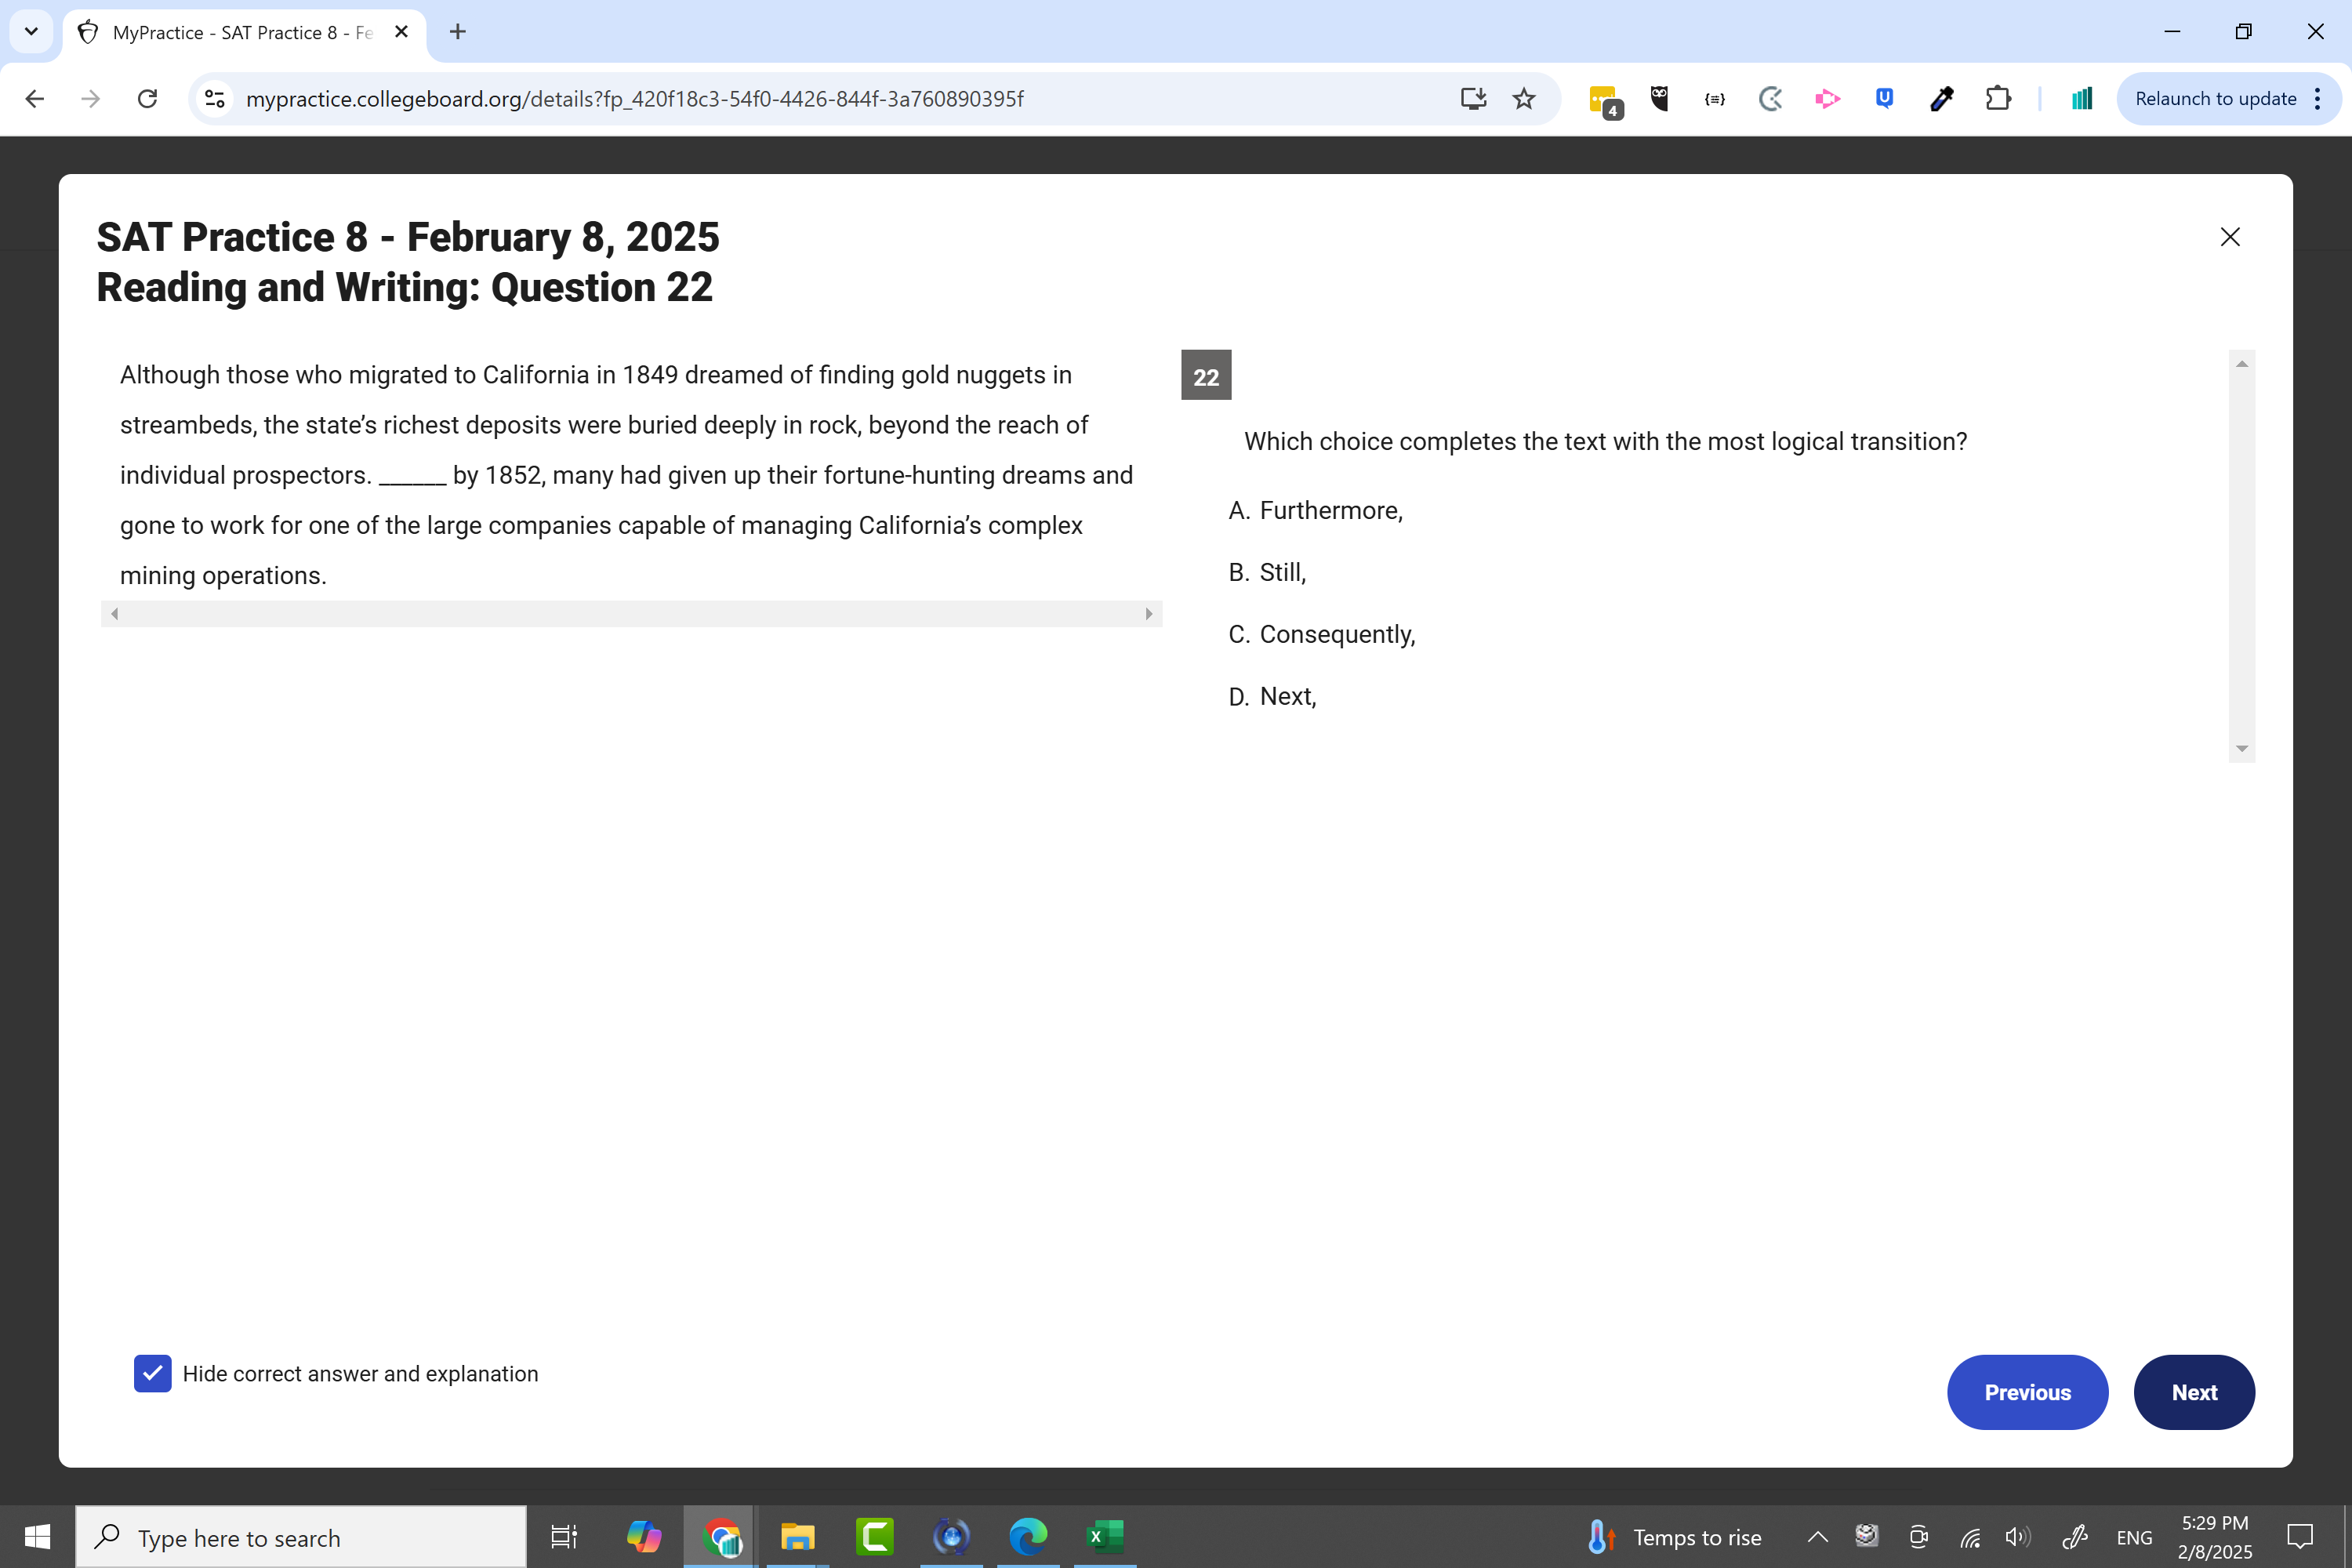 MyPractice - SAT Practice 8 - Fe
mypractice.collegeboard.org/details?fp_420f18c3-54f0-4426-844f-3a760890395f
4
Relaunch to update
SAT Practice 8 - February 8, 2025
Reading and Writing: Question 22
Although those who migrated to California in 1849 dreamed of finding gold nuggets in
streambeds, the state’s richest deposits were buried deeply in rock, beyond the reach of
individual prospectors. ______ by 1852, many had given up their fortune-hunting dreams and
gone to work for one of the large companies capable of managing California’s complex
mining operations.
22
Which choice completes the text with the most logical transition?
A. Furthermore,
B. Still,
C. Consequently,
D. Next,
Hide correct answer and explanation
Previous
Next
Type here to search
Temps to rise
ENG
5:29 PM
2/8/2025